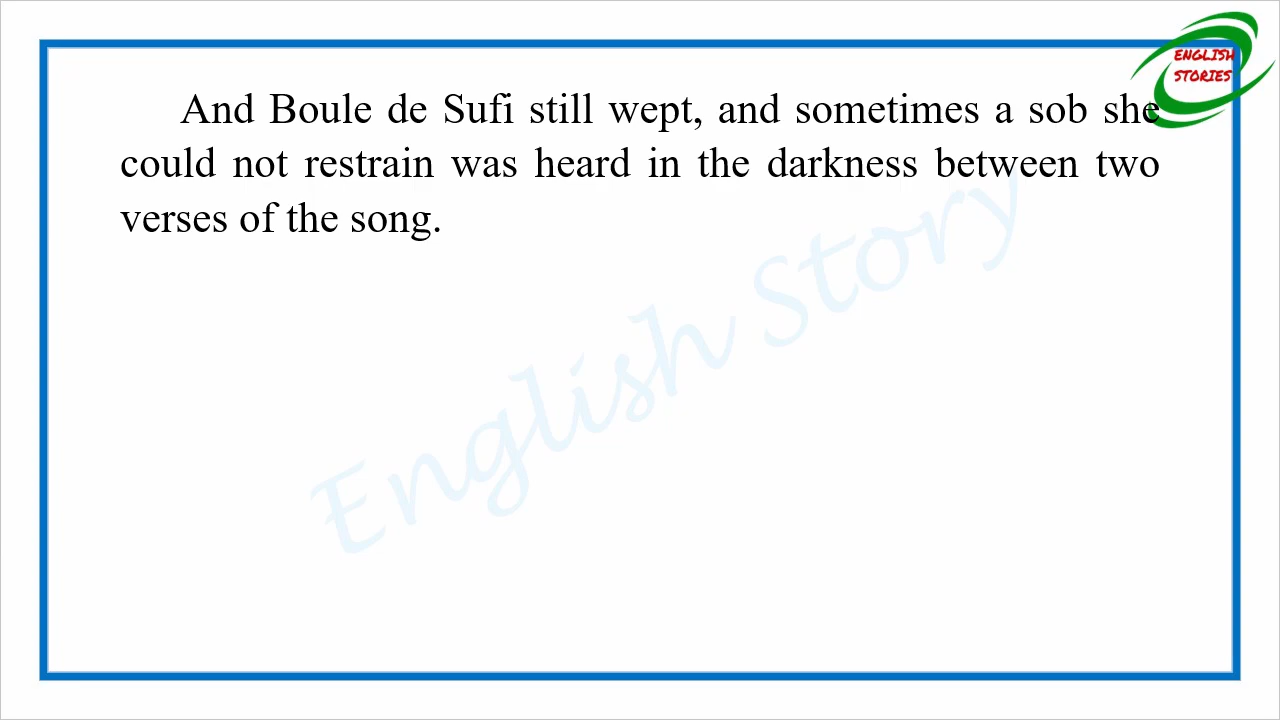 ENGLISH
STORIES
And Boule de Sufi still wept, and sometimes a sob she
could not restrain was heard in the darkness between two
verses of the song.
English Story